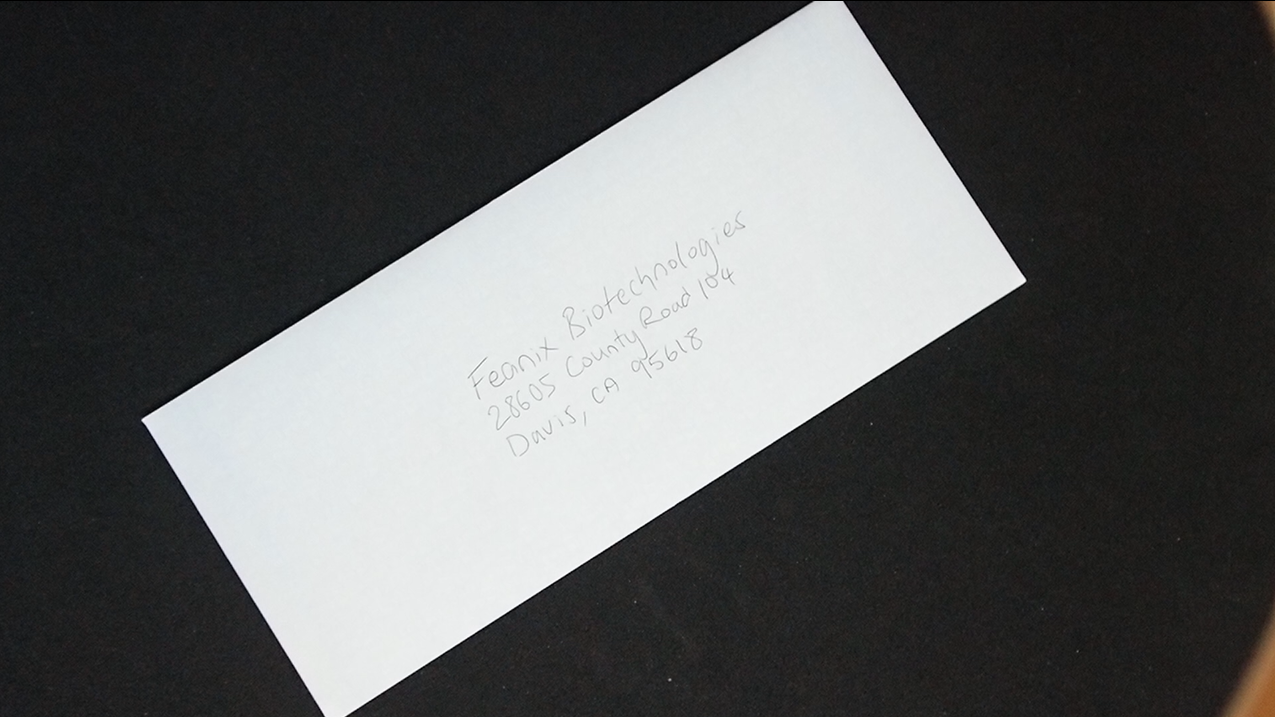 Feanix Biotechnologies
28605 County Road 104
Davis, CA 95618